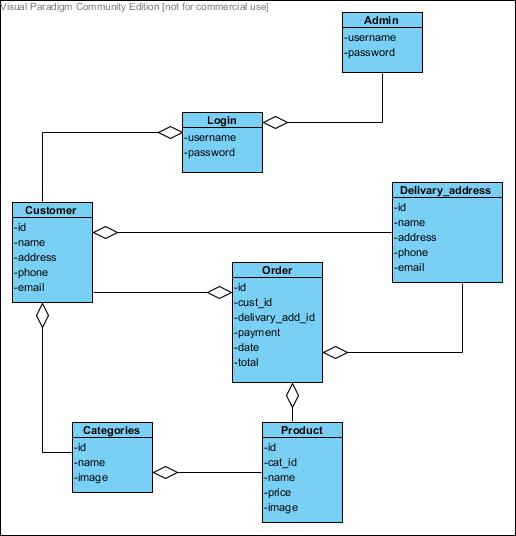 Visual Paradigm Community Edition [not for commercial use]
Admin
-username
-password
Login
-username
-password
Delivary_address
-id
-name
-address
-phone
-email
Customer
-id
-name
-address
-phone
-email
Order
-id
-cust_id
-delivary_add_id
-payment
-date
-total
Categories
-id
-name
-image
Product
-id
-cat_id
-name
-price
-image